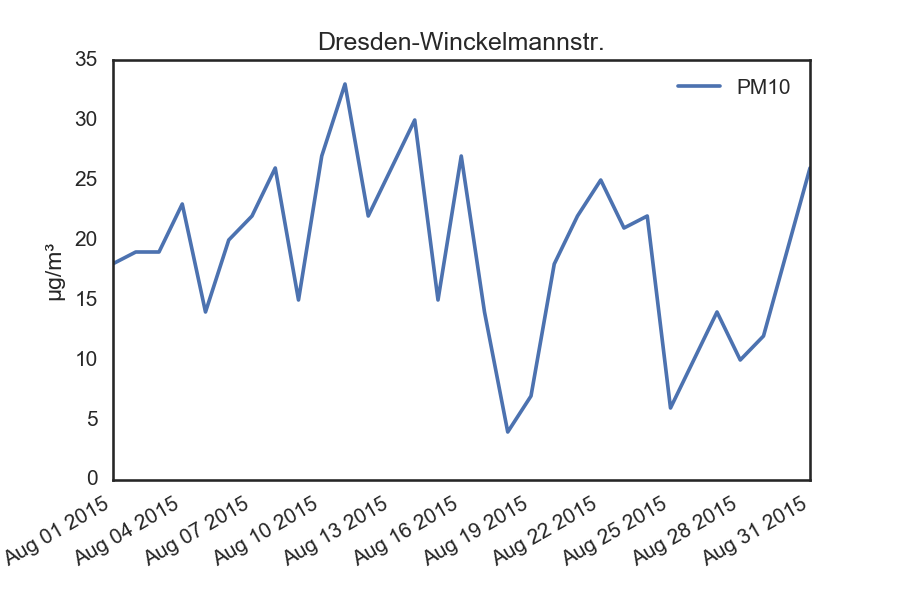 Dresden-Winckelmannstr.
35
30
25
20
15
10
5
0
µg/m³
PM10
Aug 01 2015
Aug 04 2015
Aug 07 2015
Aug 10 2015
Aug 13 2015
Aug 16 2015
Aug 19 2015
Aug 22 2015
Aug 25 2015
Aug 28 2015
Aug 31 2015